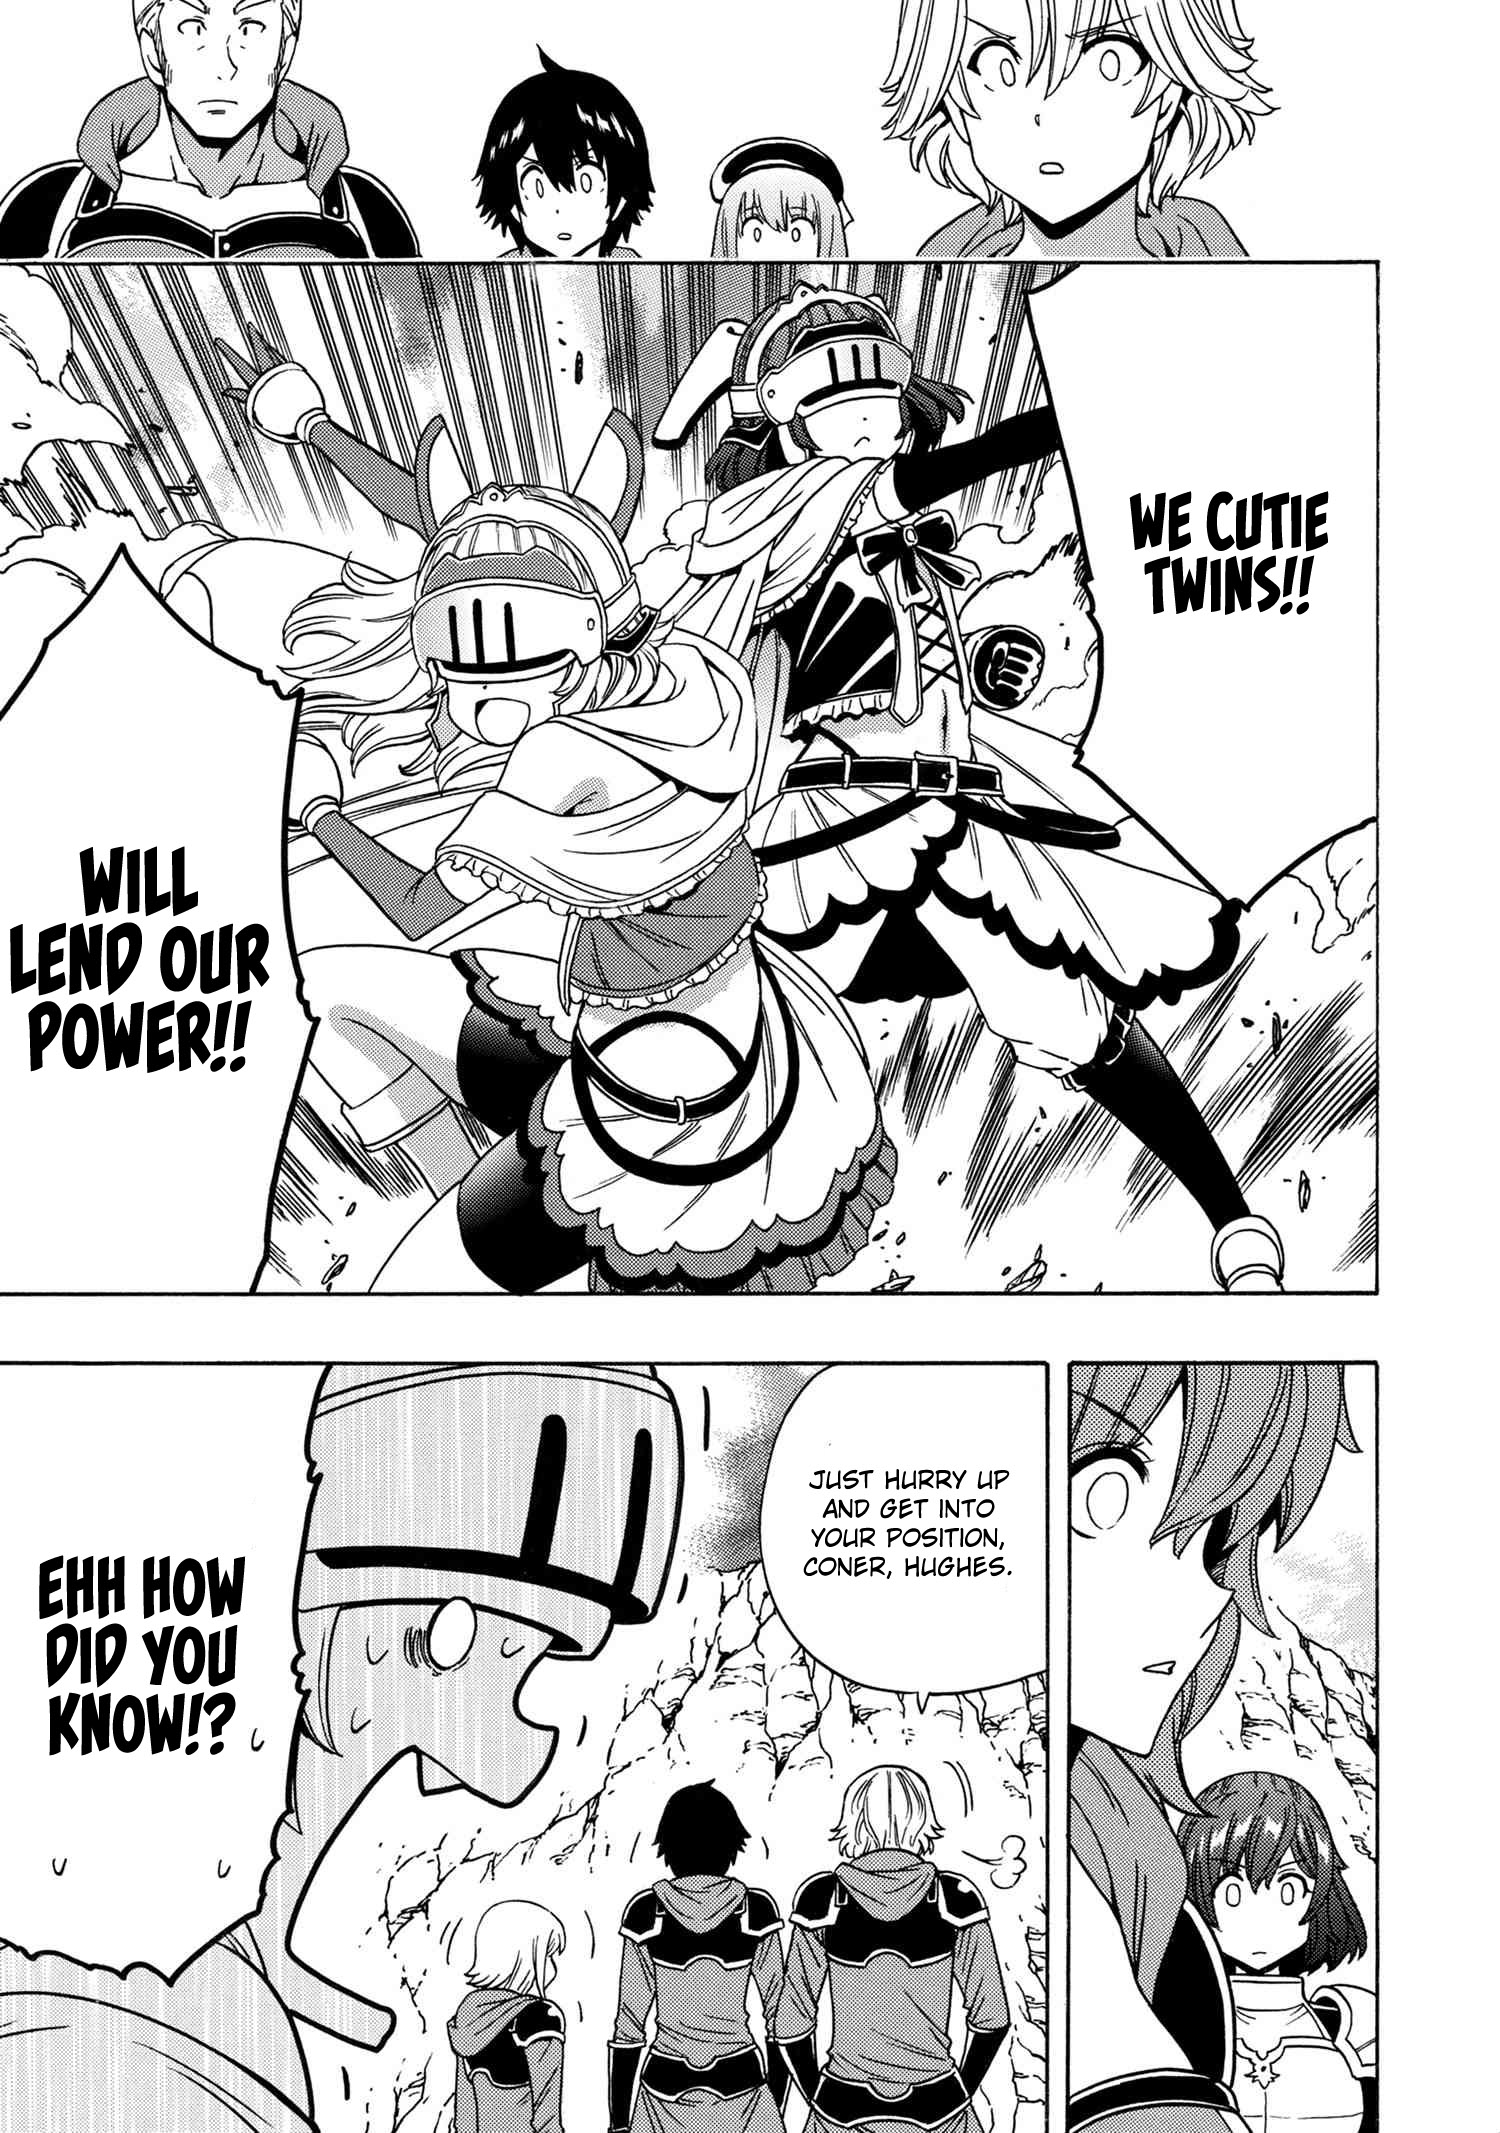 WE CUTIE
TWINS!!
WILL
LEND OUR
POWER!!
JUST HURRY UP
AND GET INTO
YOUR POSITION,
CONER, HUGHES.
EHH HOW
DID YOU
KNOW!?